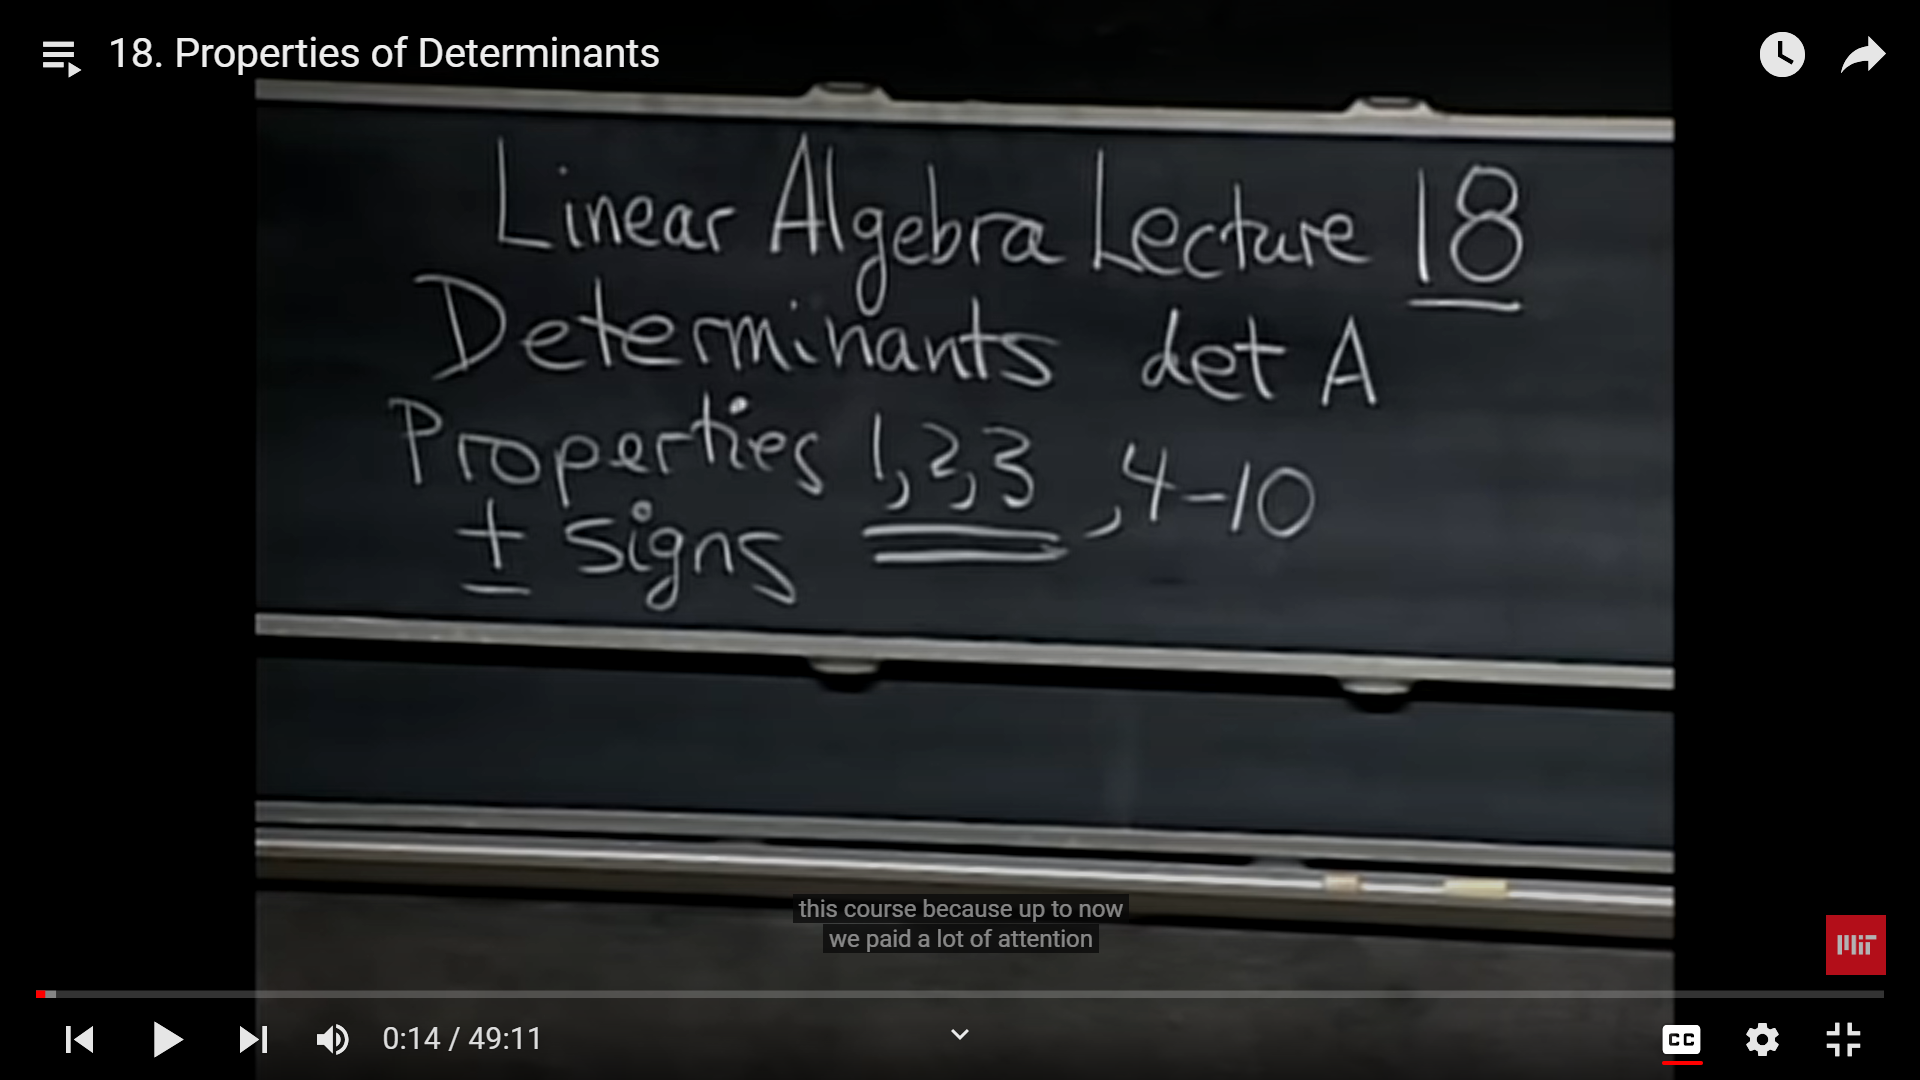 18. Properties of Determinants
Linear Algebra Lecture 18
Determinants det A
Properties 1,2,3,4-10
± signs
this course because up to now
we paid a lot of attention
MIT
0:14 / 49:11
CC